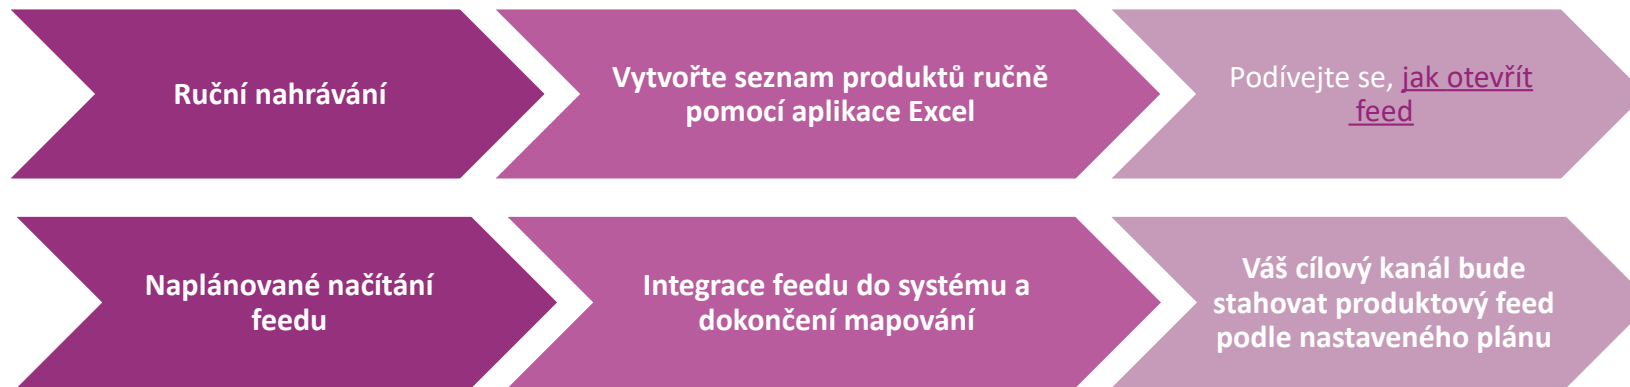 Ruční nahrávání
Vytvořte seznam produktů ručně
pomocí aplikace Excel
Podívejte se, jak otevřít
feed
Naplánované načítání
feedu
Integrace feedu do systému a
dokončení mapování
Váš cílový kanál bude
stahovat produktový feed
podle nastaveného plánu